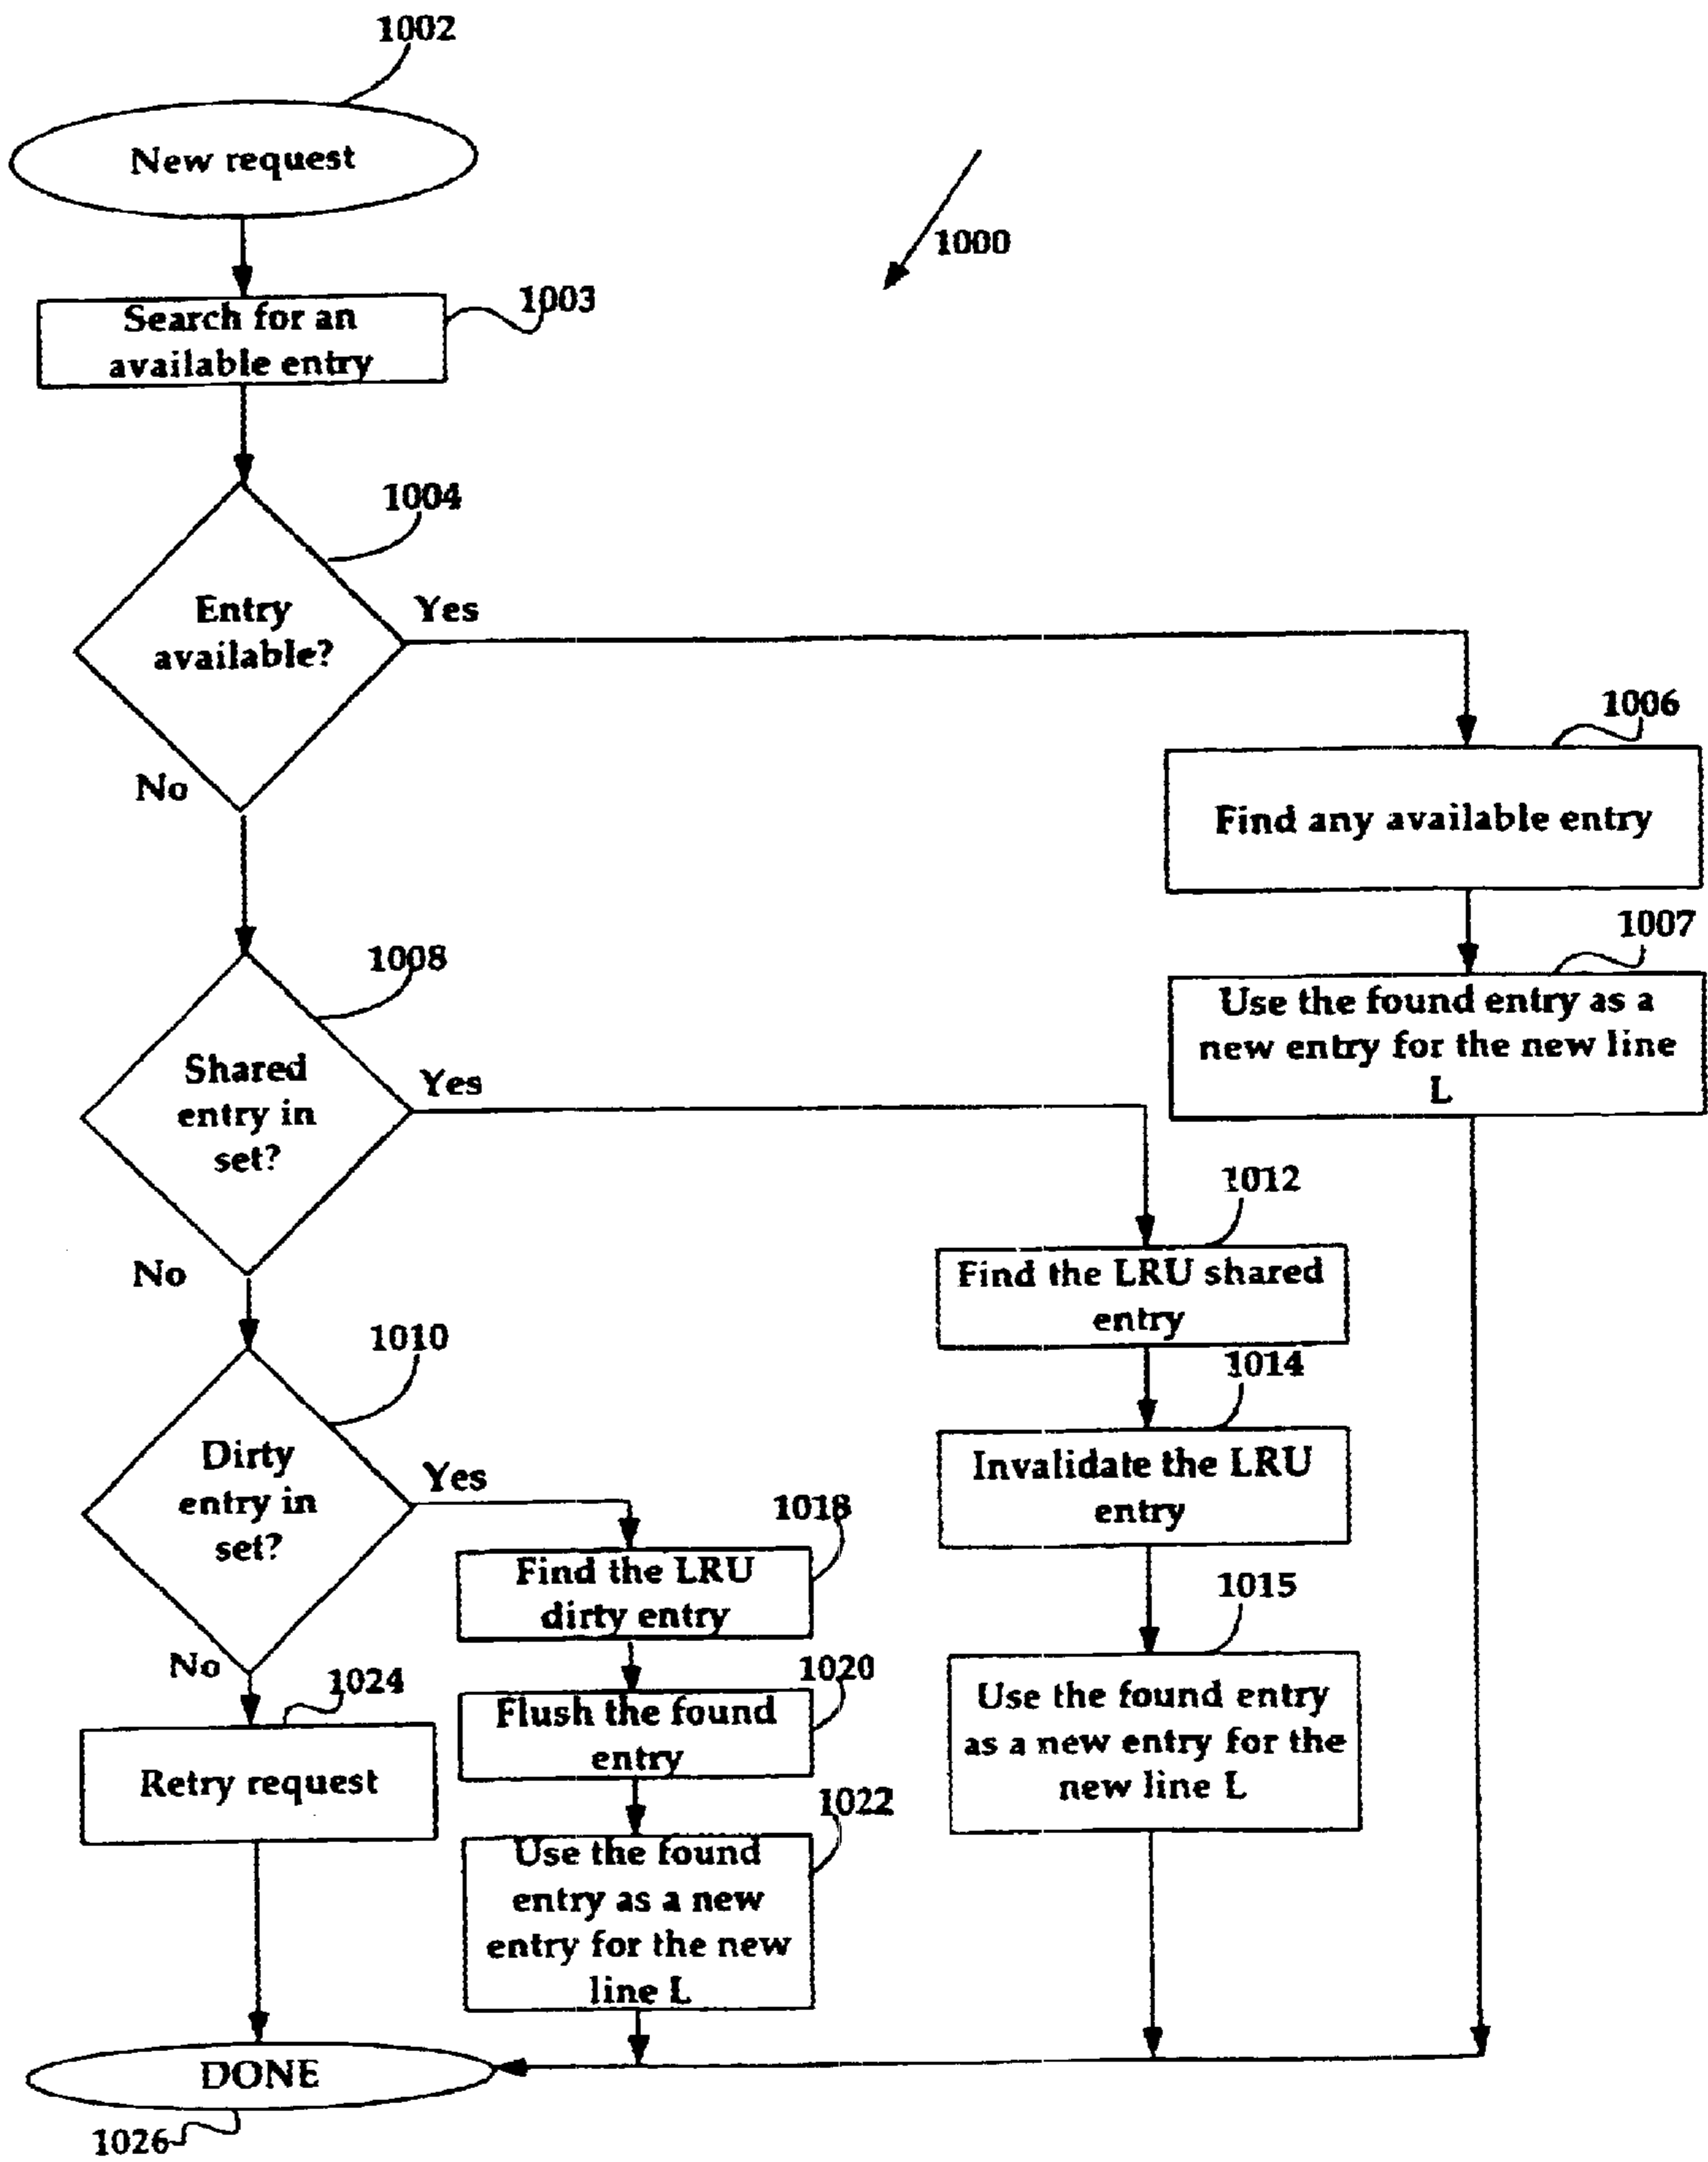 1002
New request
1000
1003
Search for an
available entry
1004
Entry
available?
Yes
No
1006
Find any available entry
1007
Use the found entry as a
new entry for the new line
L
1008
Shared
entry in
set?
Yes
No
1012
Find the LRU shared
entry
1014
Invalidate the LRU
entry
1015
Use the found entry
as a new entry for the
new line L
1010
Dirty
entry in
set?
Yes
No
1018
Find the LRU
dirty entry
1020
Flush the found
entry
1022
Use the found
entry as a new
entry for the new
line L
1024
Retry request
DONE
1026